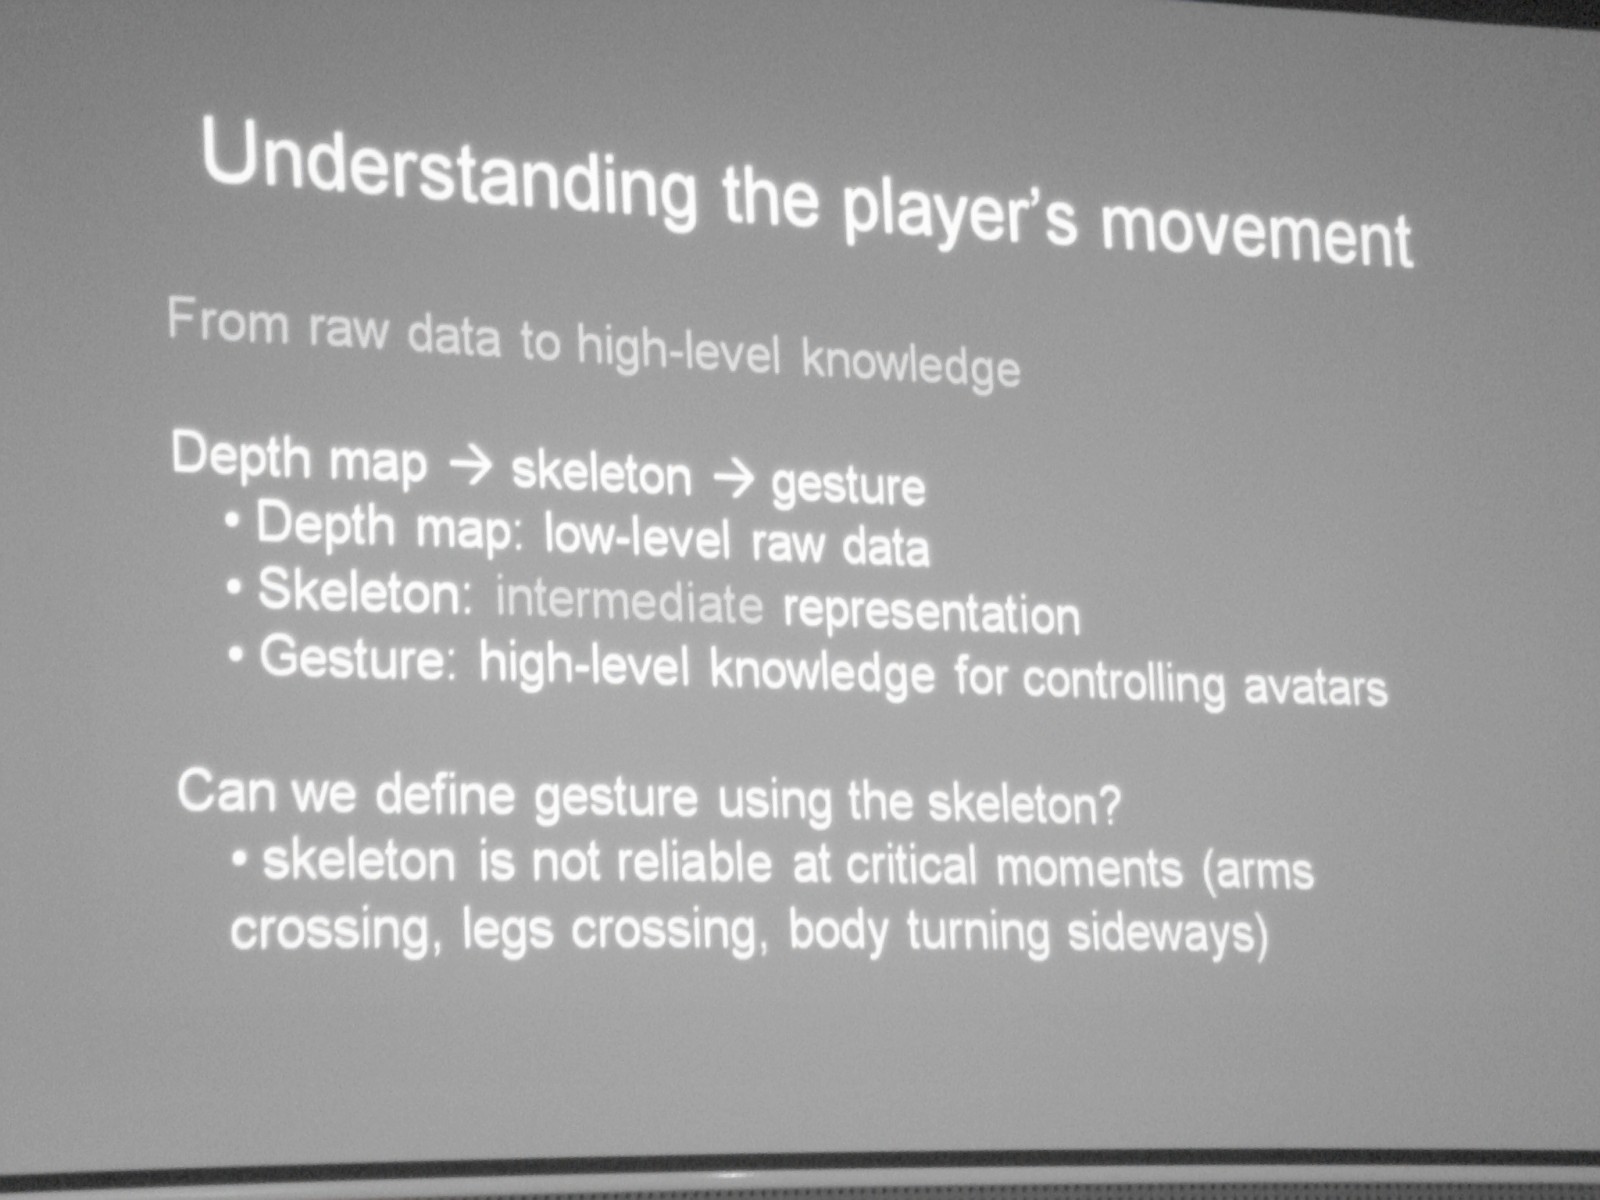 Understanding the player's movement
From raw data to high-level knowledge
Depth map → skeleton → gesture
• Depth map: low-level raw data
• Skeleton: intermediate representation
• Gesture: high-level knowledge for controlling avatars
Can we define gesture using the skeleton?
• skeleton is not reliable at critical moments (arms
crossing, legs crossing, body turning sideways)